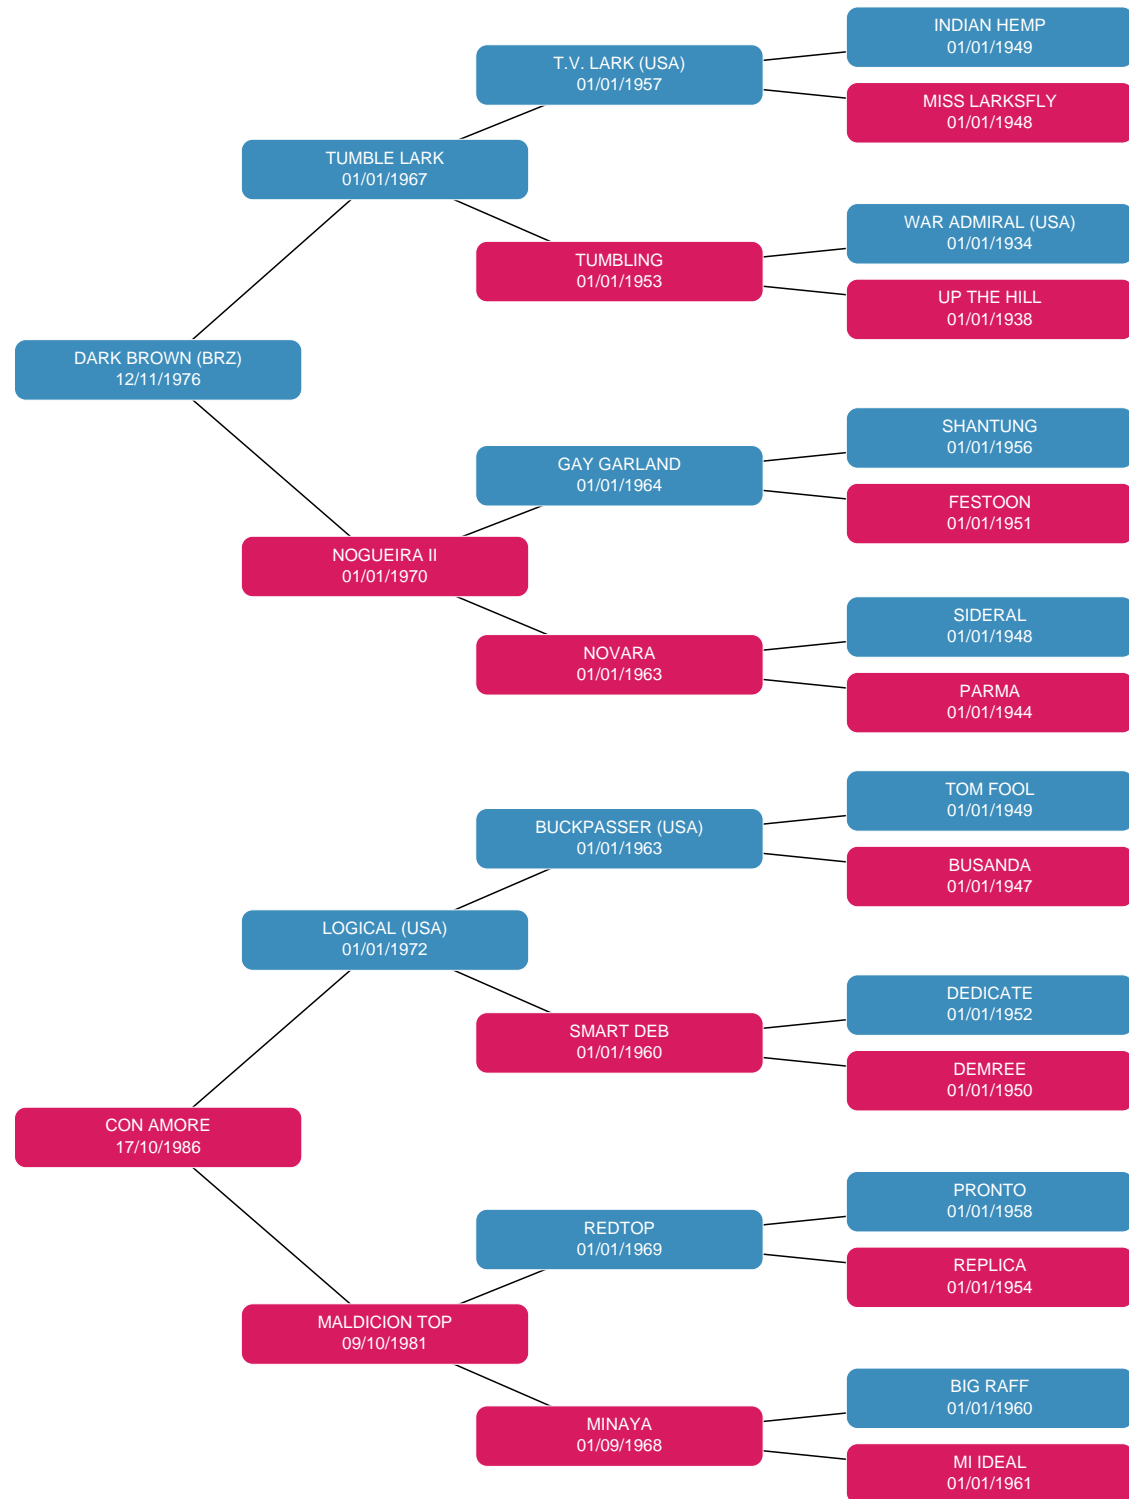 INDIAN HEMP
01/01/1949
T.V. LARK (USA)
01/01/1957
MISS LARKSFLY
01/01/1948
TUMBLE LARK
01/01/1967
WAR ADMIRAL (USA)
01/01/1934
TUMBLING
01/01/1953
UP THE HILL
01/01/1938
DARK BROWN (BRZ)
12/11/1976
SHANTUNG
01/01/1956
GAY GARLAND
01/01/1964
FESTOON
01/01/1951
NOGUEIRA II
01/01/1970
SIDERAL
01/01/1948
NOVARA
01/01/1963
PARMA
01/01/1944
TOM FOOL
01/01/1949
BUCKPASSER (USA)
01/01/1963
BUSANDA
01/01/1947
LOGICAL (USA)
01/01/1972
DEDICATE
01/01/1952
SMART DEB
01/01/1960
DEMREE
01/01/1950
CON AMORE
17/10/1986
PRONTO
01/01/1958
REDTOP
01/01/1969
REPLICA
01/01/1954
MALDICION TOP
09/10/1981
BIG RAFF
01/01/1960
MINAYA
01/09/1968
MI IDEAL
01/01/1961